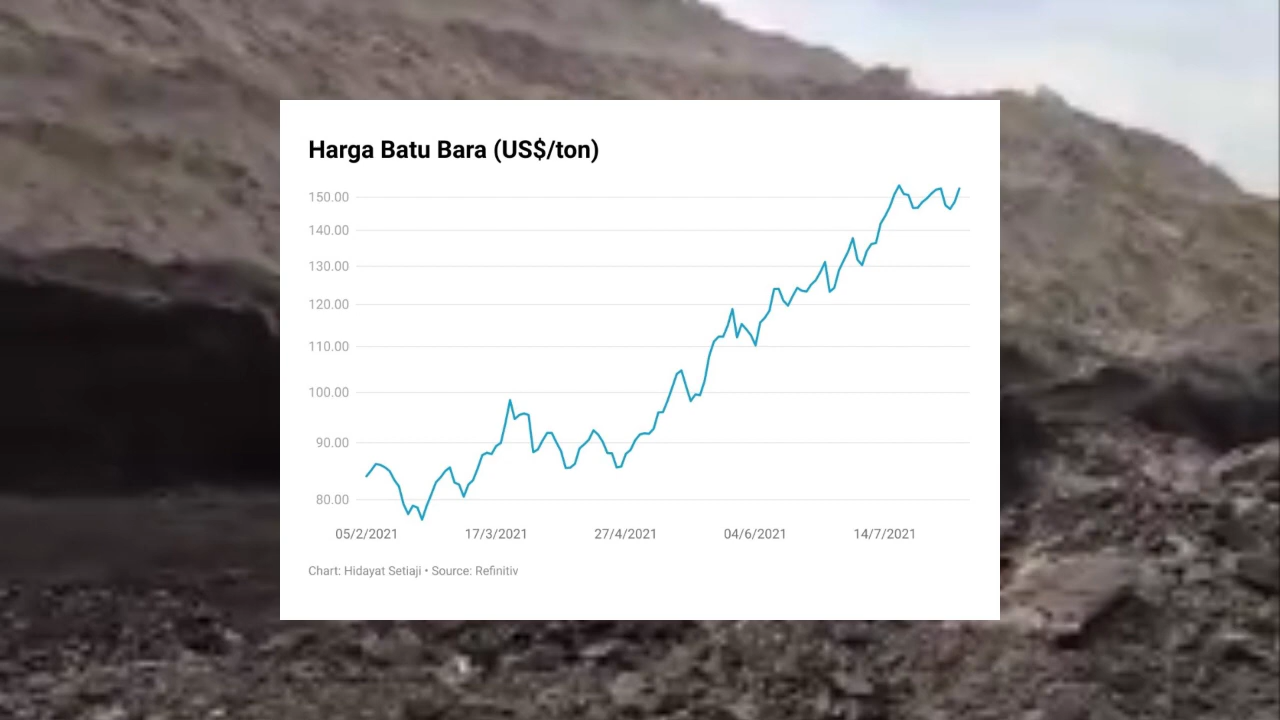 Harga Batu Bara (US$/ton)
150.00
140.00
130.00
120.00
110.00
100.00
90.00
80.00
05/2/2021 17/3/2021 27/4/2021 04/6/2021 14/7/2021
Chart: Hidayat Setiaji • Source: Refinitiv